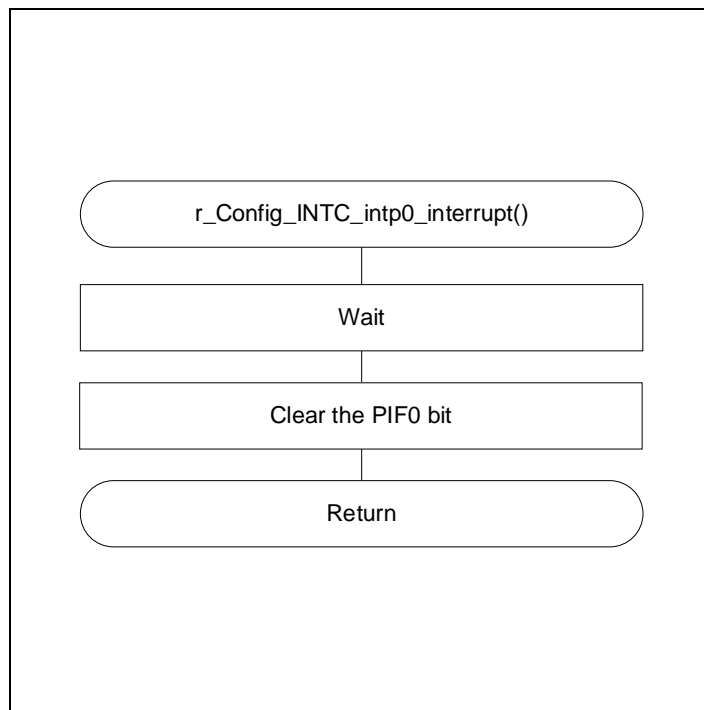 r_Config_INTC_intp0_interrupt()
Wait
Clear the PIF0 bit
Return